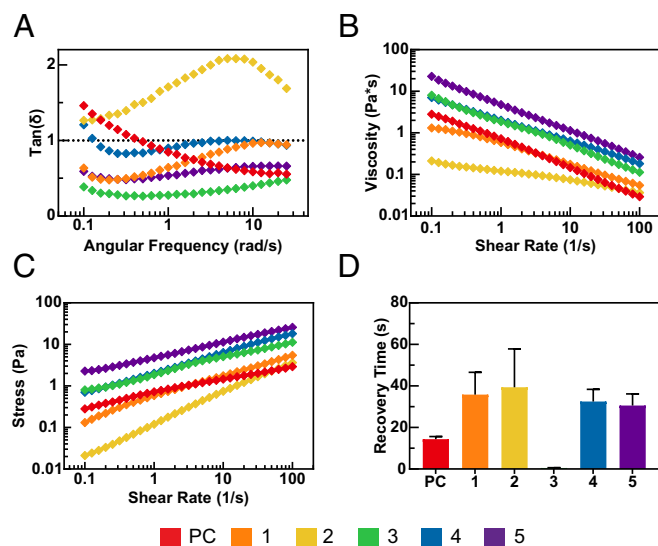 A
Tan(δ)
2
1
0
0.1
1
10
Angular Frequency (rad/s)
B
Viscosity (Pa*s)
100
10
1
0.1
0.01
0.1
1
10
100
Shear Rate (1/s)
C
Stress (Pa)
100
10
1
0.1
0.01
0.1
1
10
100
Shear Rate (1/s)
D
Recovery Time (s)
80
60
40
20
0
PC 1 2 3 4 5
PC 1 2 3 4 5